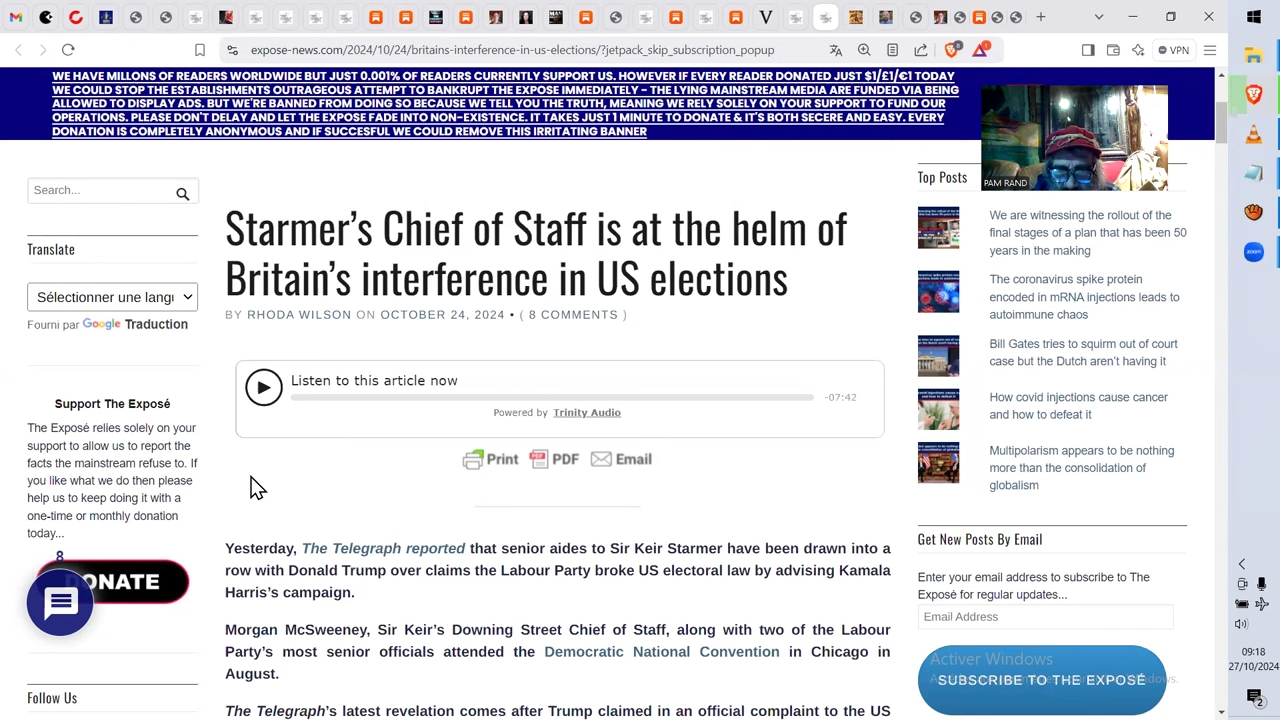 expose-news.com/2024/10/24/britains-interference-in-us-elections/?jetpack_skip_subscription_popup
8
1
VPN
WE HAVE MILLONS OF READERS WORLDWIDE BUT JUST 0.001% OF READERS CURRENTLY SUPPORT US. HOWEVER IF EVERY READER DONATED JUST $1/£1/€1 TODAY
WE COULD STOP THE ESTABLISHMENTS OUTRAGEOUS ATTEMPT TO BANKRUPT THE EXPOSE IMMEDIATELY - THE LYING MAINSTREAM MEDIA ARE FUNDED VIA BEING
ALLOWED TO DISPLAY ADS. BUT WE'RE BANNED FROM DOING SO BECAUSE WE TELL YOU THE TRUTH, MEANING WE RELY SOLELY ON YOUR SUPPORT TO FUND OUR
OPERATIONS. PLEASE DON'T DELAY AND LET THE EXPOSE FADE INTO NON-EXISTENCE. IT TAKES JUST 1 MINUTE TO DONATE & IT'S BOTH SECERE AND EASY. EVERY
DONATION IS COMPLETELY ANONYMOUS AND IF SUCCESFUL WE COULD REMOVE THIS IRRITATING BANNER
PAM RAND
Search...
Translate
Sélectionner une langu
Fourni par Google Traduction
Support The Exposé
The Exposé relies solely on your
support to allow us to report the
facts the mainstream refuse to. If
you like what we do then please
help us to keep doing it with a
one-time or monthly donation
today...
8
DONATE
Follow Us
Starmer's Chief of Staff is at the helm of
Britain's interference in US elections
BY RHODA WILSON ON OCTOBER 24, 2024 • ( 8 COMMENTS )
Listen to this article now
-07:42
Powered by Trinity Audio
Print PDF Email
Yesterday, The Telegraph reported that senior aides to Sir Keir Starmer have been drawn into a
row with Donald Trump over claims the Labour Party broke US electoral law by advising Kamala
Harris's campaign.
Morgan McSweeney, Sir Keir's Downing Street Chief of Staff, along with two of the Labour
Party's most senior officials attended the Democratic National Convention in Chicago in
August.
The Telegraph's latest revelation comes after Trump claimed in an official complaint to the US
Top Posts
We are witnessing the rollout of the
final stages of a plan that has been 50
years in the making
The coronavirus spike protein
encoded in mRNA injections leads to
autoimmune chaos
Bill Gates tries to squirm out of court
case but the Dutch aren't having it
How covid injections cause cancer
and how to defeat it
Multipolarism appears to be nothing
more than the consolidation of
globalism
Get New Posts By Email
Enter your email address to subscribe to The
Exposé for regular updates...
Email Address
Activer Windows
SUBSCRIBE TO THE EXPOSE
zoom
09:18
27/10/2024
2